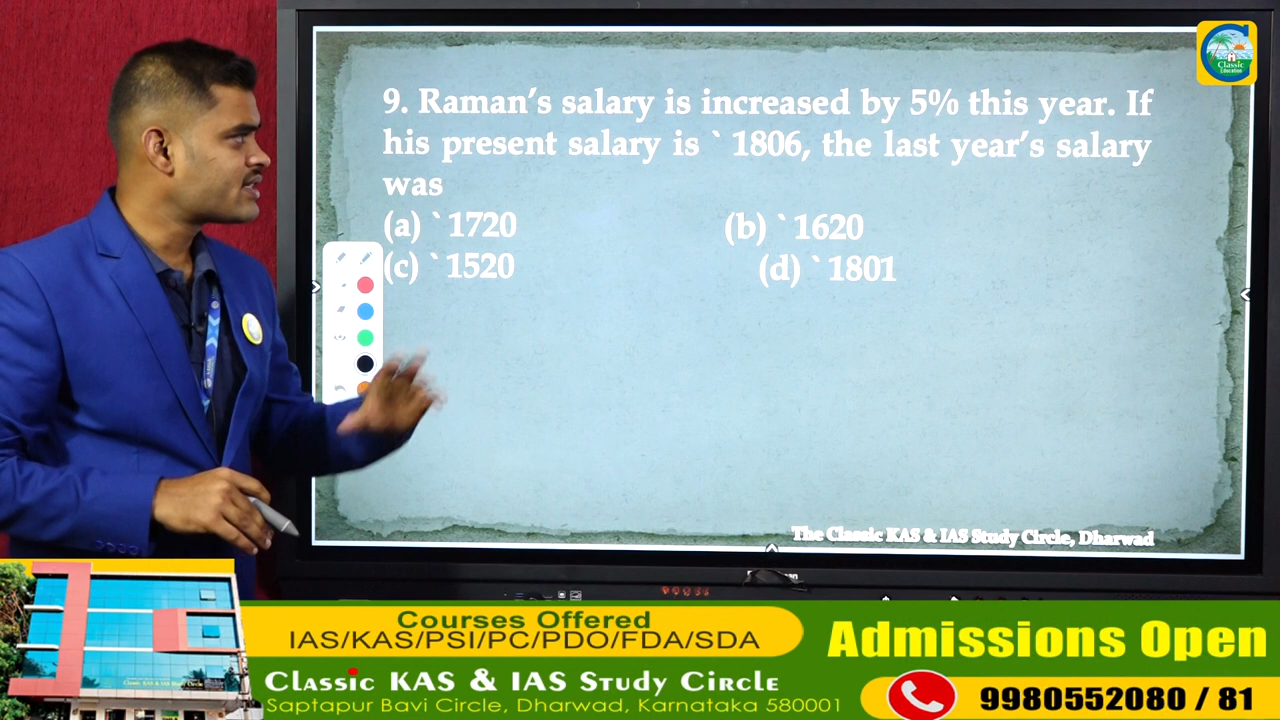 Classic
Education
9. Raman’s salary is increased by 5% this year. If
his present salary is ` 1806, the last year’s salary
was
(a) ` 1720 (b) ` 1620
(c) ` 1520 (d) ` 1801
The Classic KAS & IAS Study Circle, Dharwad
Courses Offered
IAS/KAS/PSI/PC/PDO/FDA/SDA
Classic KAS & IAS Study Circle
Saptapur Bavi Circle, Dharwad, Karnataka 580001
Admissions Open
9980552080 / 81